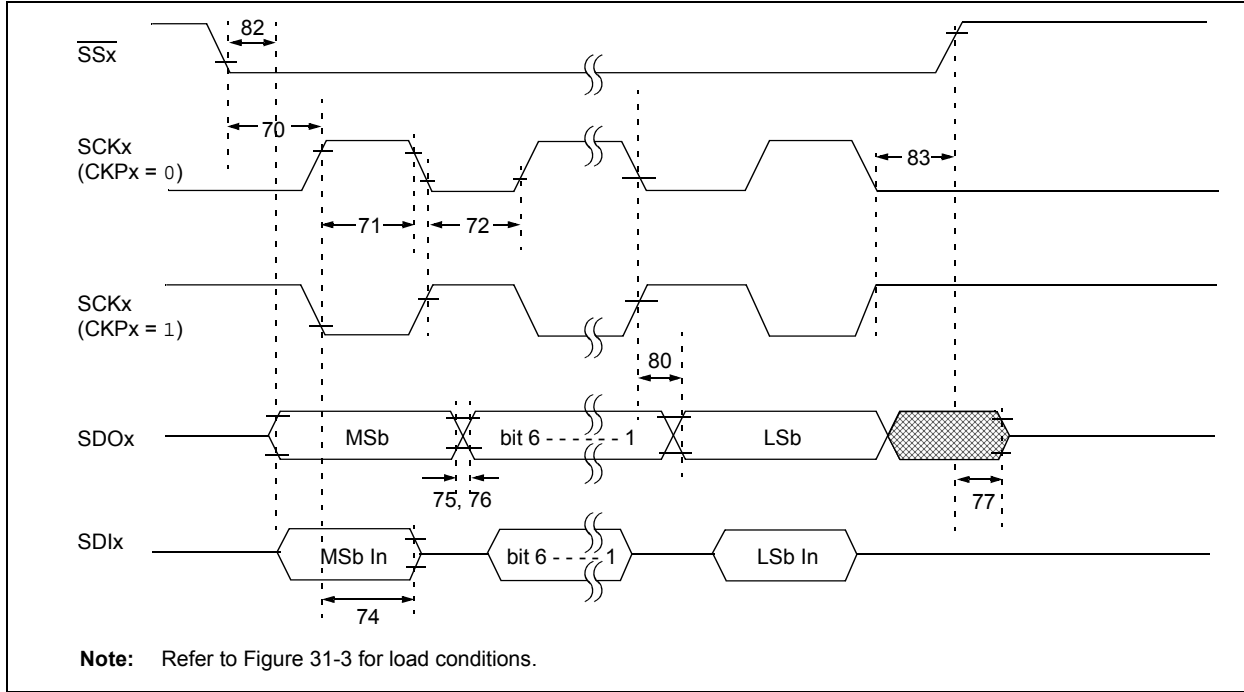 82
SSx
70
SCKx
(CKPx = 0)
83
71
72
SCKx
(CKPx = 1)
80
SDOx
MSb
bit 6 - - - - - - 1
LSb
75, 76
77
SDIx
MSb In
bit 6 - - - - 1
LSb In
74
Note: Refer to Figure 31-3 for load conditions.